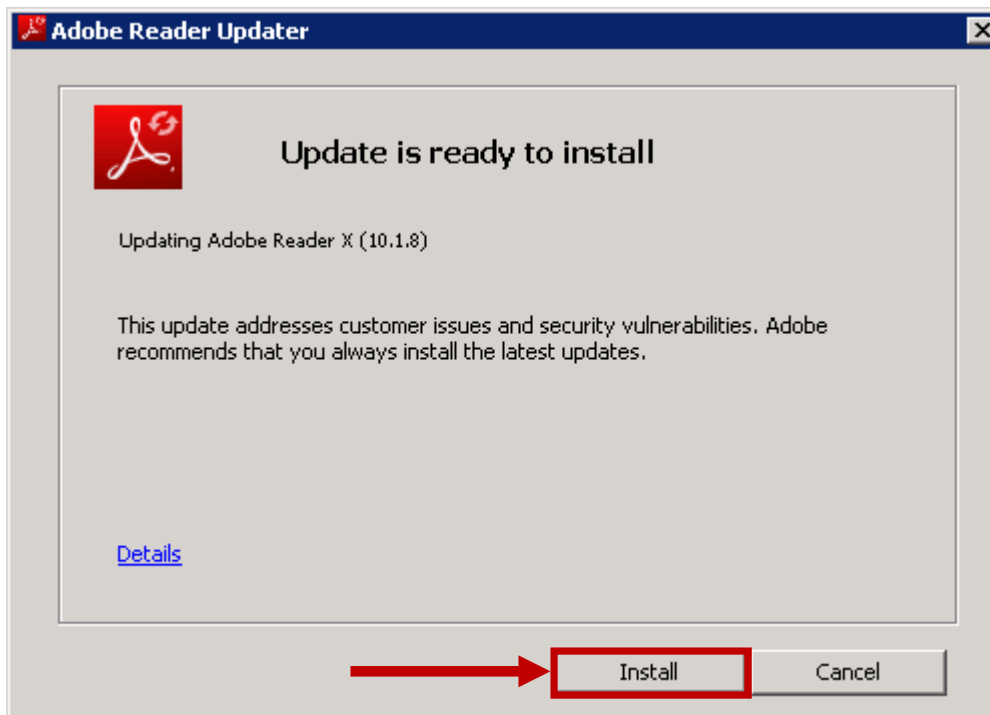 Adobe Reader Updater
Update is ready to install
Updating Adobe Reader X (10.1.8)
This update addresses customer issues and security vulnerabilities. Adobe
recommends that you always install the latest updates.
Details
Install
Cancel